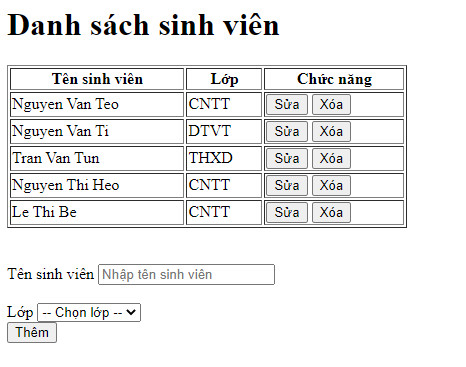 Danh sách sinh viên
Tên sinh viên Lớp Chức năng
Nguyen Van Teo CNTT Sửa Xóa
Nguyen Van Ti DTVT Sửa Xóa
Tran Van Tun THXD Sửa Xóa
Nguyen Thi Heo CNTT Sửa Xóa
Le Thi Be CNTT Sửa Xóa
Tên sinh viên Nhập tên sinh viên
Lớp -- Chọn lớp --
Thêm